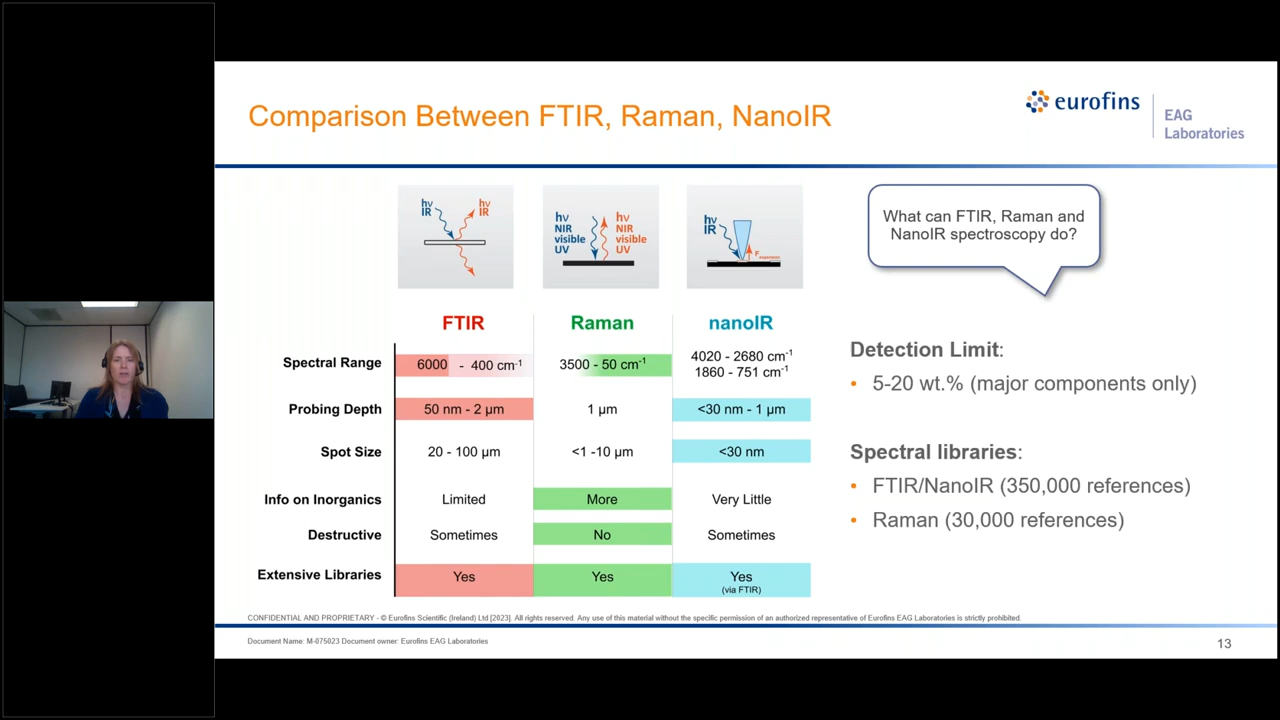 Comparison Between FTIR, Raman, NanoIR
eurofins
EAG
Laboratories
hν
IR
hν
IR
hν
NIR
visible
UV
hν
NIR
visible
UV
hν
IR
F expansion
What can FTIR, Raman and
NanoIR spectroscopy do?
FTIR Raman nanoIR
Spectral Range 6000 - 400 cm-1 3500 - 50 cm-1 4020 - 2680 cm-1
1860 - 751 cm-1
Probing Depth 50 nm - 2 µm 1 µm <30 nm - 1 µm
Spot Size 20 - 100 µm <1 -10 µm <30 nm
Info on Inorganics Limited More Very Little
Destructive Sometimes No Sometimes
Extensive Libraries Yes Yes Yes
(via FTIR)
Detection Limit:
• 5-20 wt.% (major components only)
Spectral libraries:
• FTIR/NanoIR (350,000 references)
• Raman (30,000 references)
CONFIDENTIAL AND PROPRIETARY - © Eurofins Scientific (Ireland) Ltd [2023]. All rights reserved. Any use of this material without the specific permission of an authorized representative of Eurofins EAG Laboratories is strictly prohibited.
Document Name: M-075023 Document owner: Eurofins EAG Laboratories
13